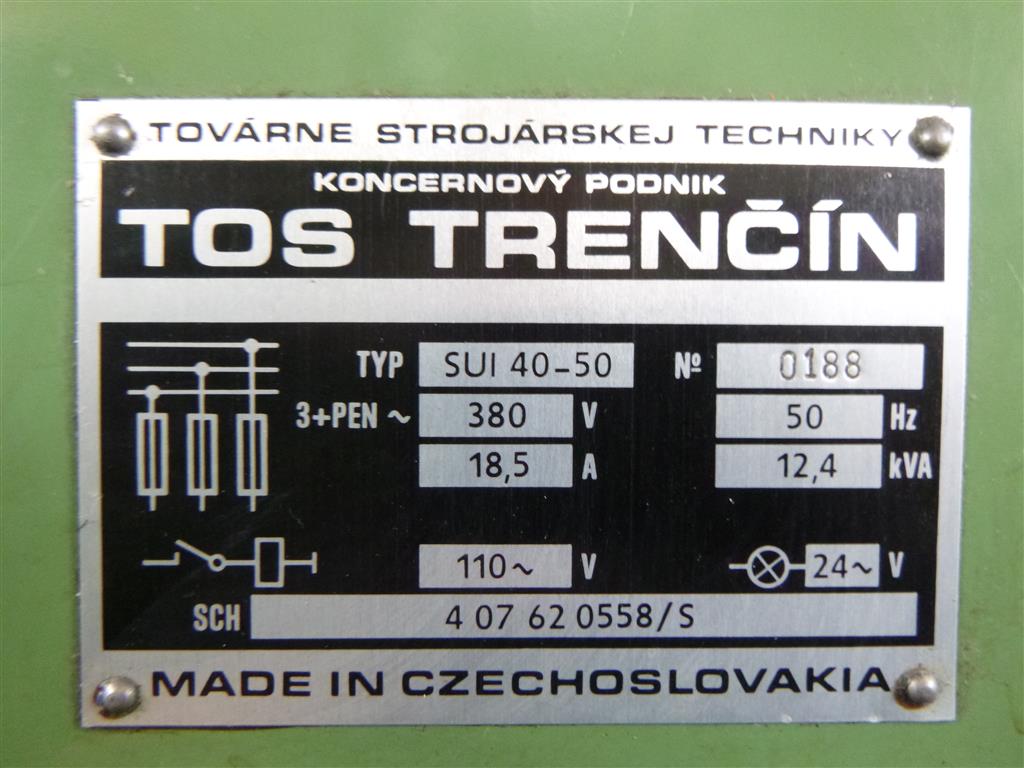 TOVÁRNE STROJÁRSKEJ TECHNIKY
KONCERNOVÝ PODNIK
TOS TRENČÍN
TYP SUI 40-50 Nº 0188
3+PEN ~ 380 V 50 Hz
18,5 A 12,4 kVA
110~ V 24~ V
SCH 4 07 62 0558/S
MADE IN CZECHOSLOVAKIA